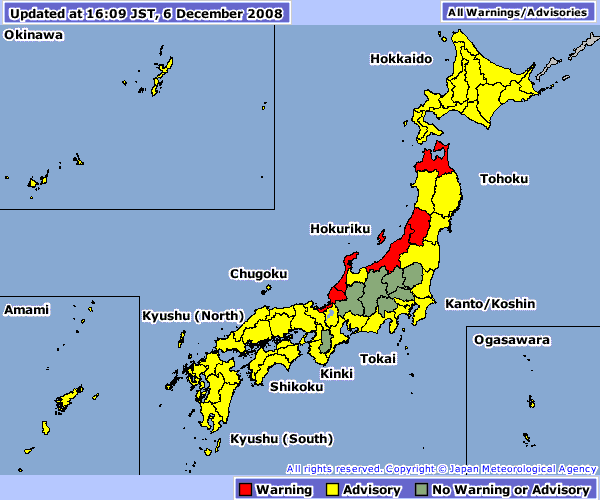 Updated at 16:09 JST, 6 December 2008
All Warnings/Advisories
Okinawa
Hokkaido
Tohoku
Hokuriku
Chugoku
Amami
Kyushu (North)
Kanto/Koshin
Ogasawara
Tokai
Kinki
Shikoku
Kyushu (South)
All rights reserved. Copyright © Japan Meteorological Agency
Warning
Advisory
No Warning or Advisory